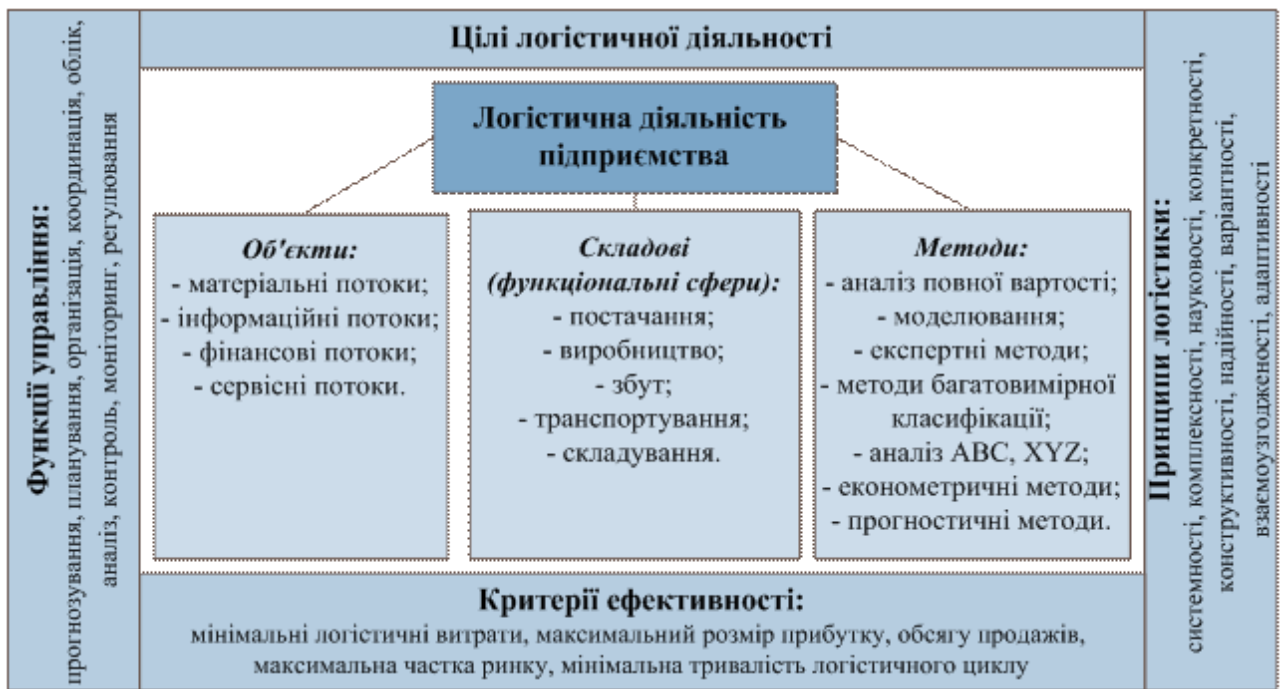 Цілі логістичної діяльності
Функції управління:
прогнозування, планування, організація, координація, облік,
аналіз, контроль, моніторинг, регулювання
Логістична діяльність
підприємства
Об'єкти:
- матеріальні потоки;
- інформаційні потоки;
- фінансові потоки;
- сервісні потоки.
Складові
(функціональні сфери):
- постачання;
- виробництво;
- збут;
- транспортування;
- складування.
Методи:
- аналіз повної вартості;
- моделювання;
- експертні методи;
- методи багатовимірної
класифікації;
- аналіз ABC, XYZ;
- економетричні методи;
- прогностичні методи.
Принципи логістики:
системності, комплексності, науковості, конкретності,
конструктивності, надійності, варіантності,
взаємоузгодженості, адаптивності
Критерії ефективності:
мінімальні логістичні витрати, максимальний розмір прибутку, обсягу продажів,
максимальна частка ринку, мінімальна тривалість логістичного циклу